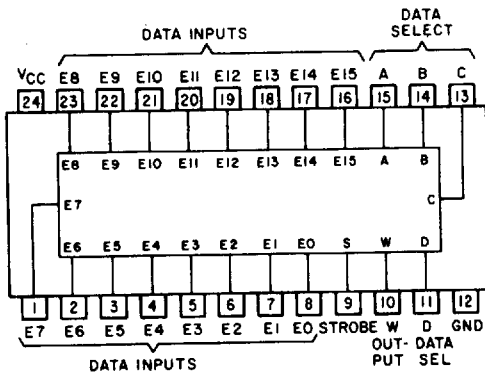 DATA INPUTS
DATA SELECT
VCC E8 E9 E10 E11 E12 E13 E14 E15 A B C
24 23 22 21 20 19 18 17 16 15 14 13
E8 E9 E10 E11 E12 E13 E14 E15 A B
E7 C
E6 E5 E4 E3 E2 E1 E0 S W D
1 2 3 4 5 6 7 8 9 10 11 12
E7 E6 E5 E4 E3 E2 E1 E0 STROBE W D GND
OUT- DATA
PUT SEL
DATA INPUTS